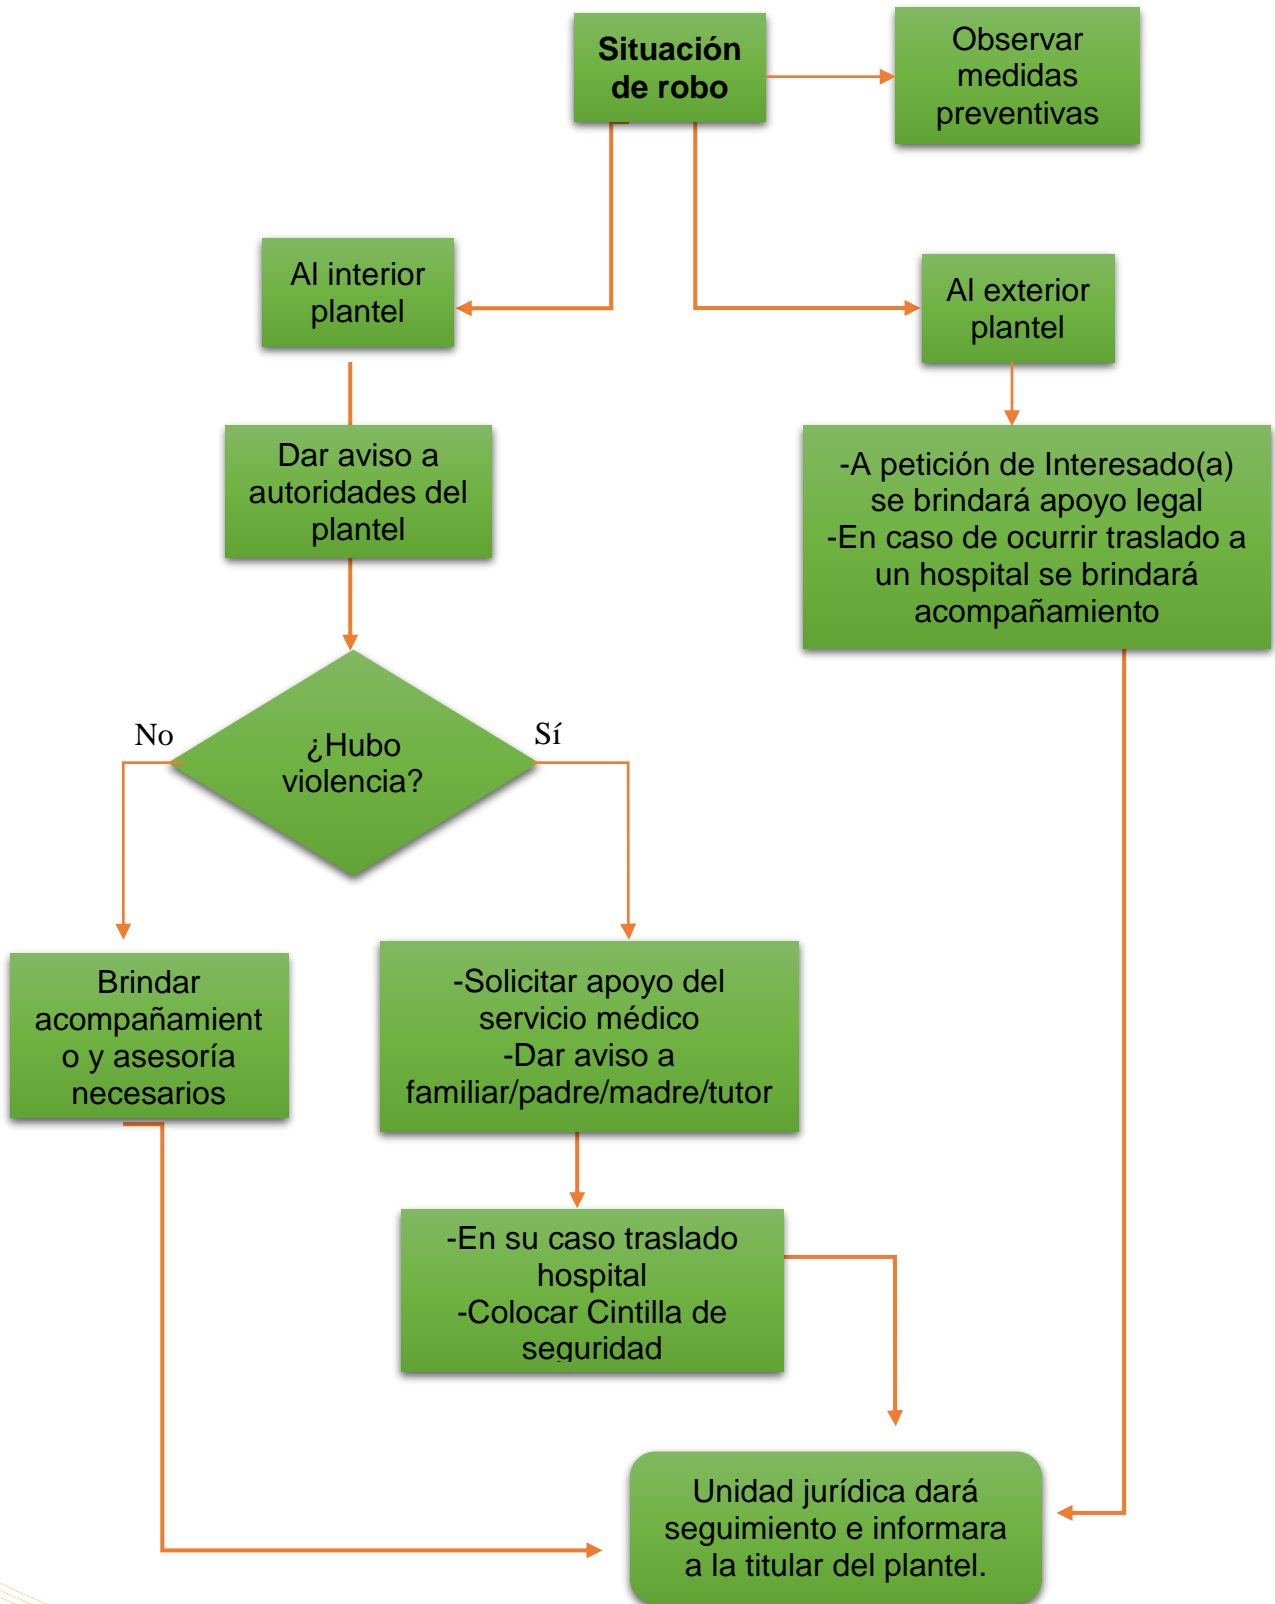 Situación
de robo
Observar
medidas
preventivas
Al interior
plantel
Al exterior
plantel
Dar aviso a
autoridades del
plantel
-A petición de Interesado(a)
se brindará apoyo legal
-En caso de ocurrir traslado a
un hospital se brindará
acompañamiento
No
Sí
¿Hubo
violencia?
Brindar
acompañamient
o y asesoría
necesarios
-Solicitar apoyo del
servicio médico
-Dar aviso a
familiar/padre/madre/tutor
-En su caso traslado
hospital
-Colocar Cintilla de
seguridad
Unidad jurídica dará
seguimiento e informara
a la titular del plantel.